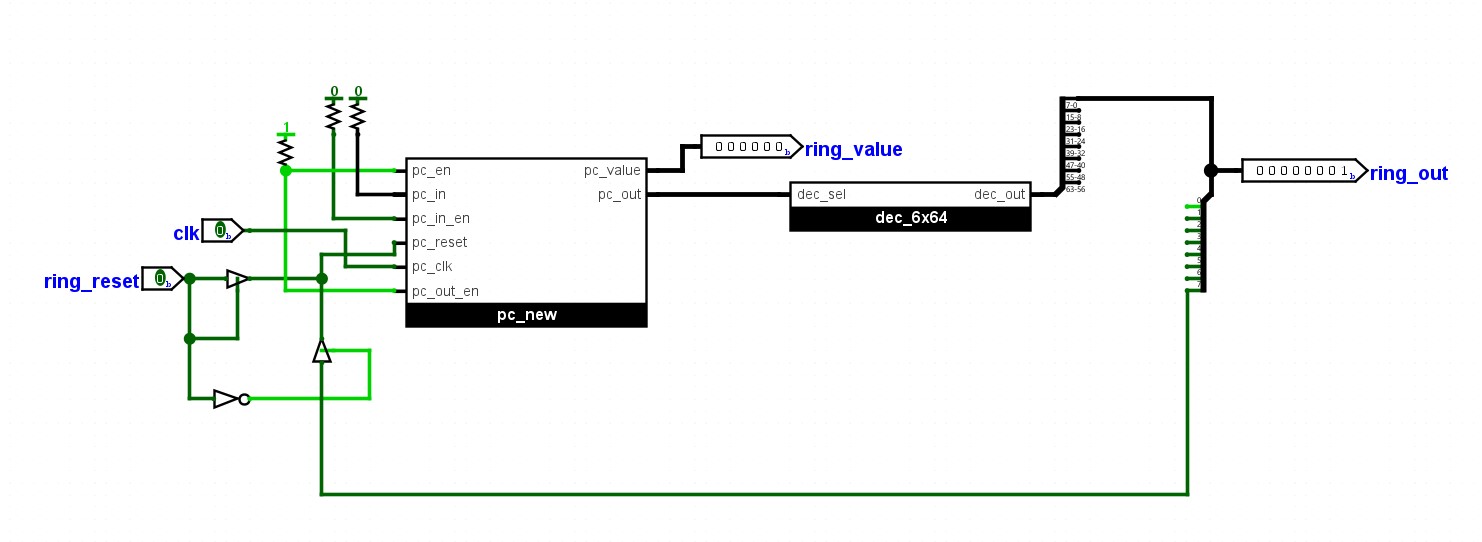 0 0
1
7-0
15-8
23-16
31-24
39-32
47-40
55-48
63-56
0 0 0 0 0 0 b
ring_value
pc_en pc_value
pc_in pc_out
pc_in_en
pc_reset
pc_clk
pc_out_en
pc_new
dec_sel dec_out
dec_6x64
0 0 0 0 0 0 0 1 b
ring_out
clk 0 b
ring_reset 0 b
0
1
2
3
4
5
6
7